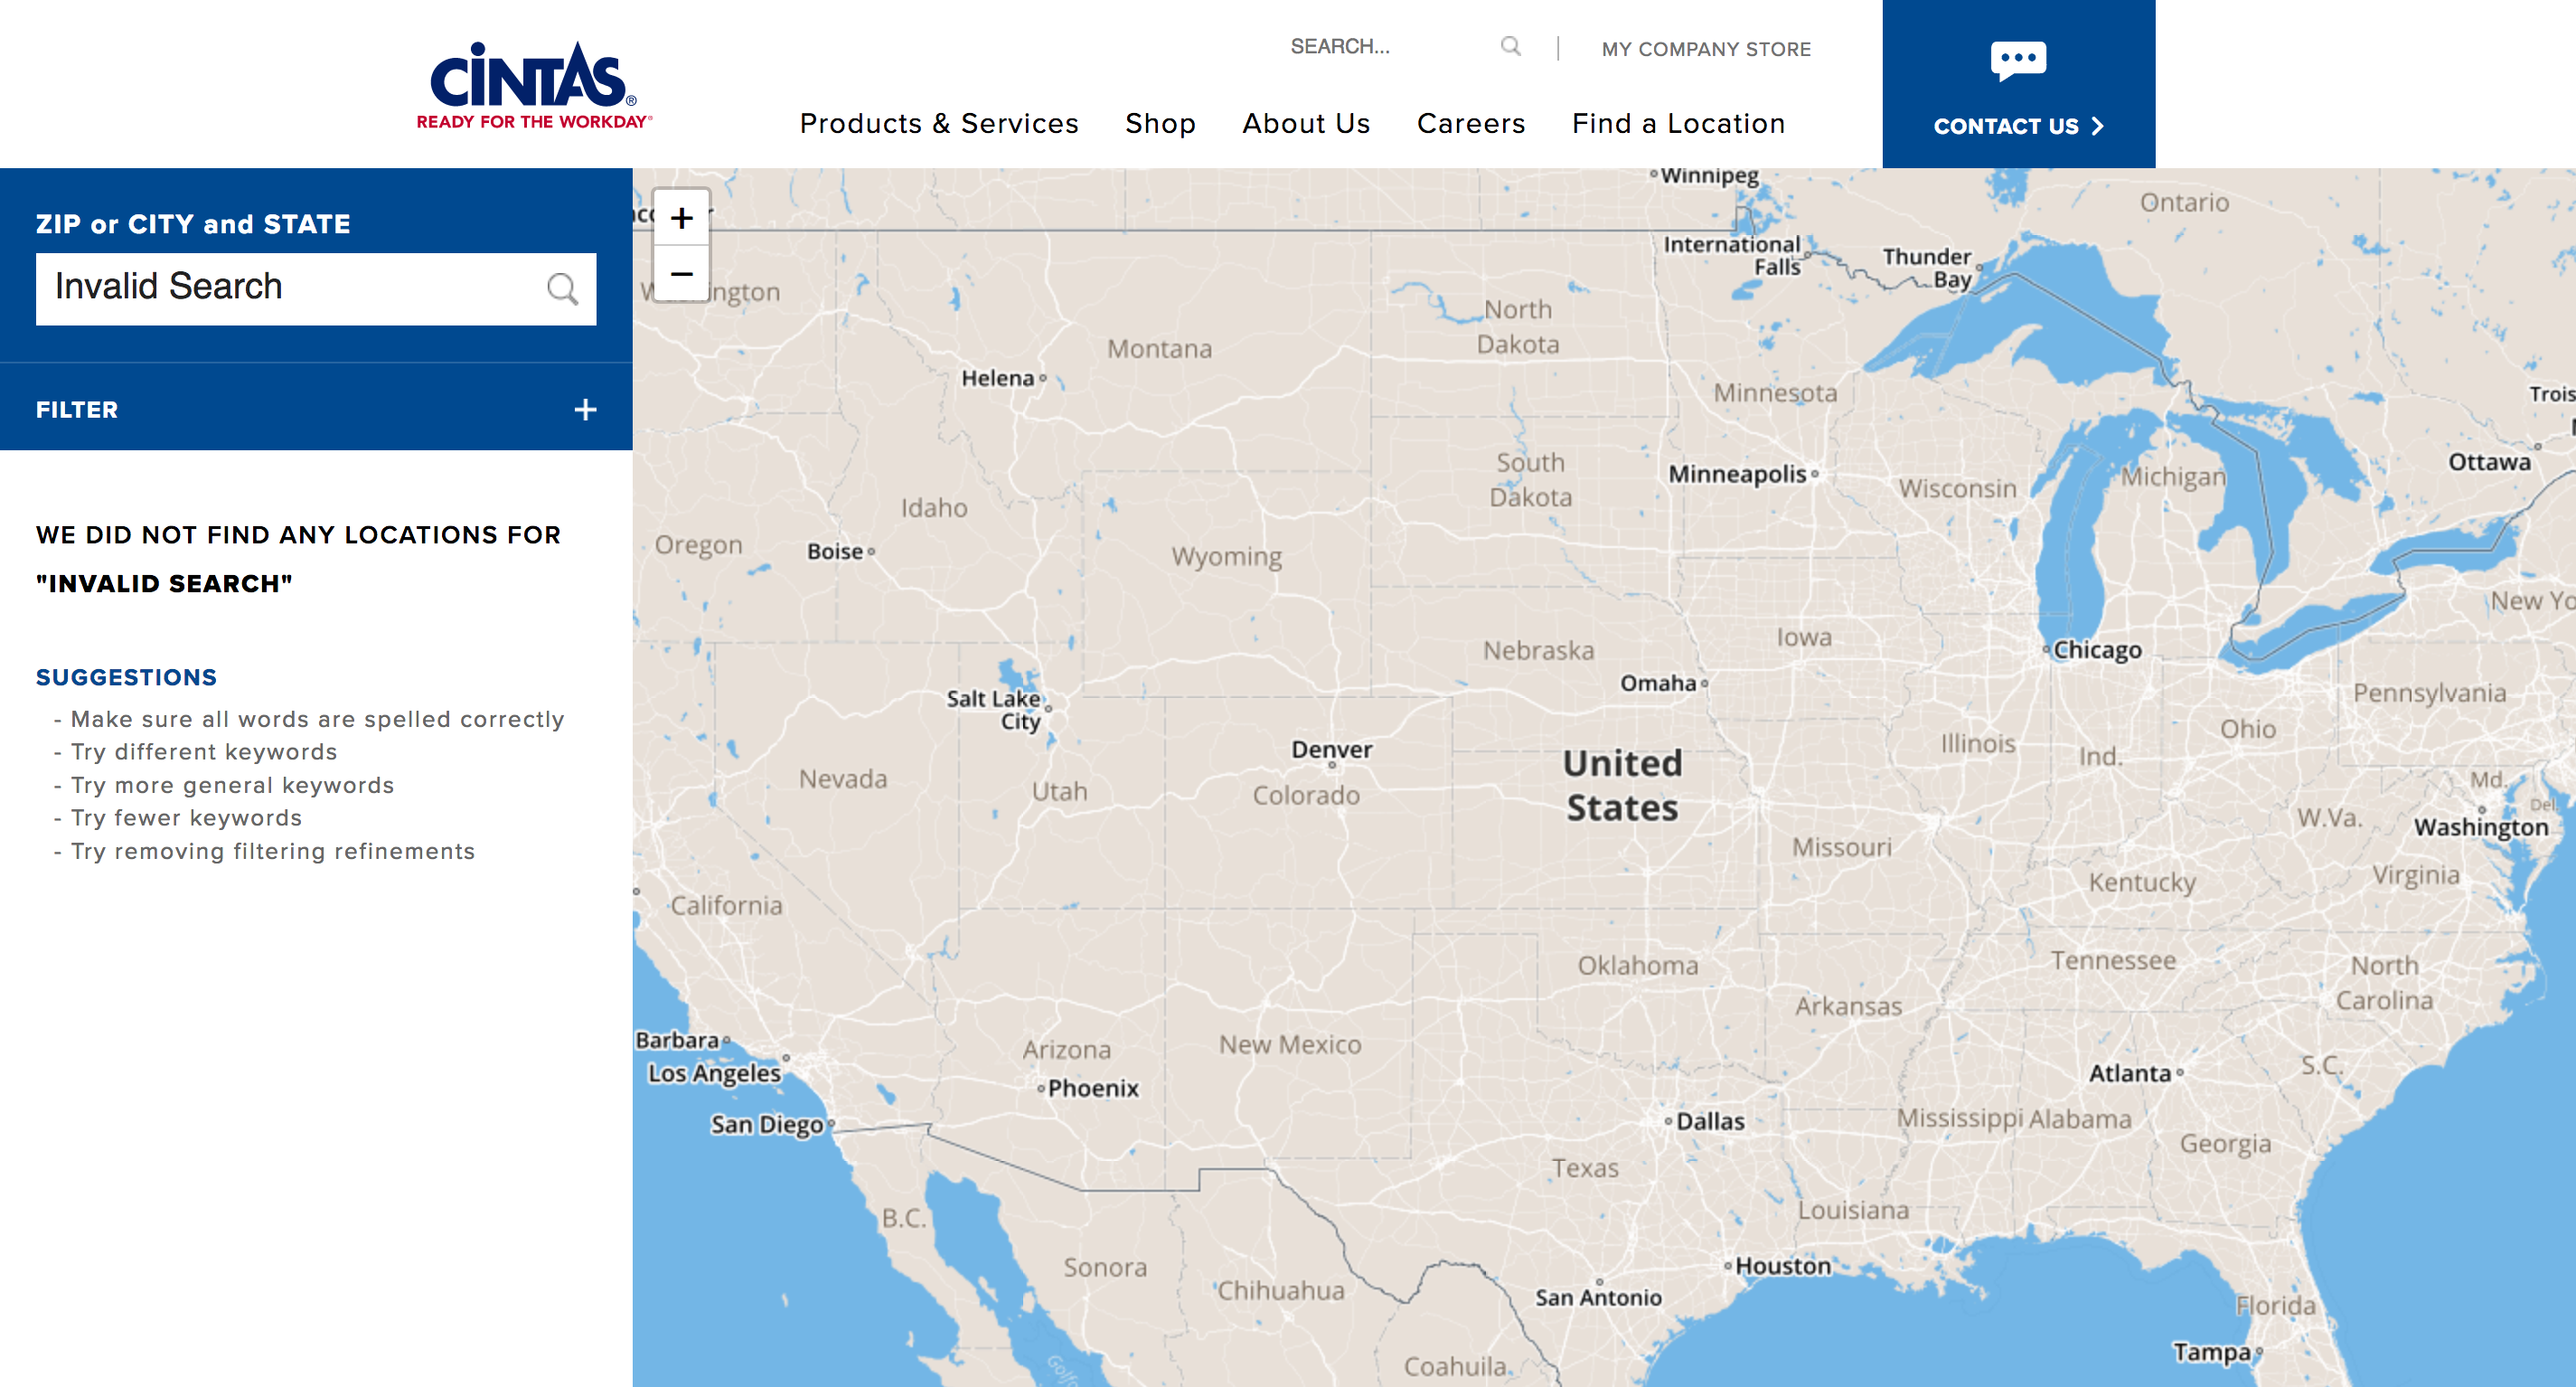 CiNTAS®
READY FOR THE WORKDAY®
SEARCH...
MY COMPANY STORE
Products & Services
Shop
About Us
Careers
Find a Location
CONTACT US
ZIP or CITY and STATE
Invalid Search
FILTER +
WE DID NOT FIND ANY LOCATIONS FOR
"INVALID SEARCH"
SUGGESTIONS
- Make sure all words are spelled correctly
- Try different keywords
- Try more general keywords
- Try fewer keywords
- Try removing filtering refinements
+
−
Winnipeg
Ontario
International
Falls
Thunder
Bay
North
Dakota
Montana
Helena
Minnesota
Ottawa
South
Dakota
Minneapolis
Wisconsin
Michigan
Idaho
Oregon
Boise
Wyoming
Nebraska
Iowa
Chicago
Omaha
Salt Lake
City
Pennsylvania
Denver
Ohio
United
States
Illinois
Ind.
Nevada
Utah
Colorado
Md.
Del.
W.Va.
Washington
Missouri
Kentucky
Virginia
California
Oklahoma
Tennessee
North
Carolina
Arkansas
Barbara
Los Angeles
Arizona
New Mexico
Phoenix
S.C.
Atlanta
San Diego
Dallas
Mississippi
Alabama
Georgia
Texas
Louisiana
B.C.
Sonora
Chihuahua
Houston
San Antonio
Florida
Tampa
Coahuila